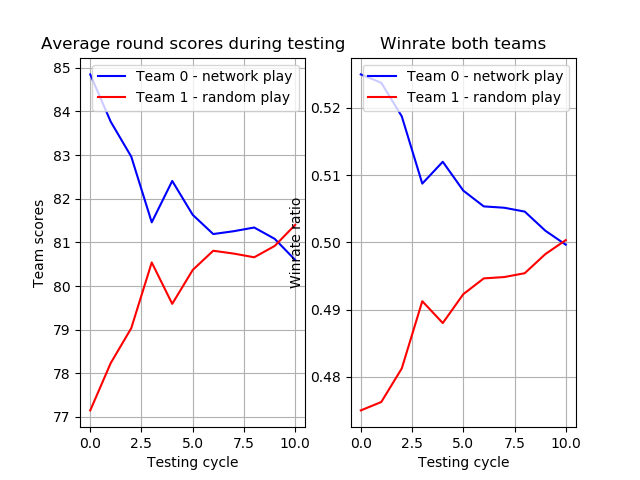 Average round scores during testing
Team 0 - network play
Team 1 - random play
85
84
83
82
81
80
79
78
77
Team scores
0.0 2.5 5.0 7.5 10.0
Testing cycle
Winrate both teams
Team 0 - network play
Team 1 - random play
0.52
0.51
0.50
0.49
0.48
Winrate ratio
0.0 2.5 5.0 7.5 10.0
Testing cycle